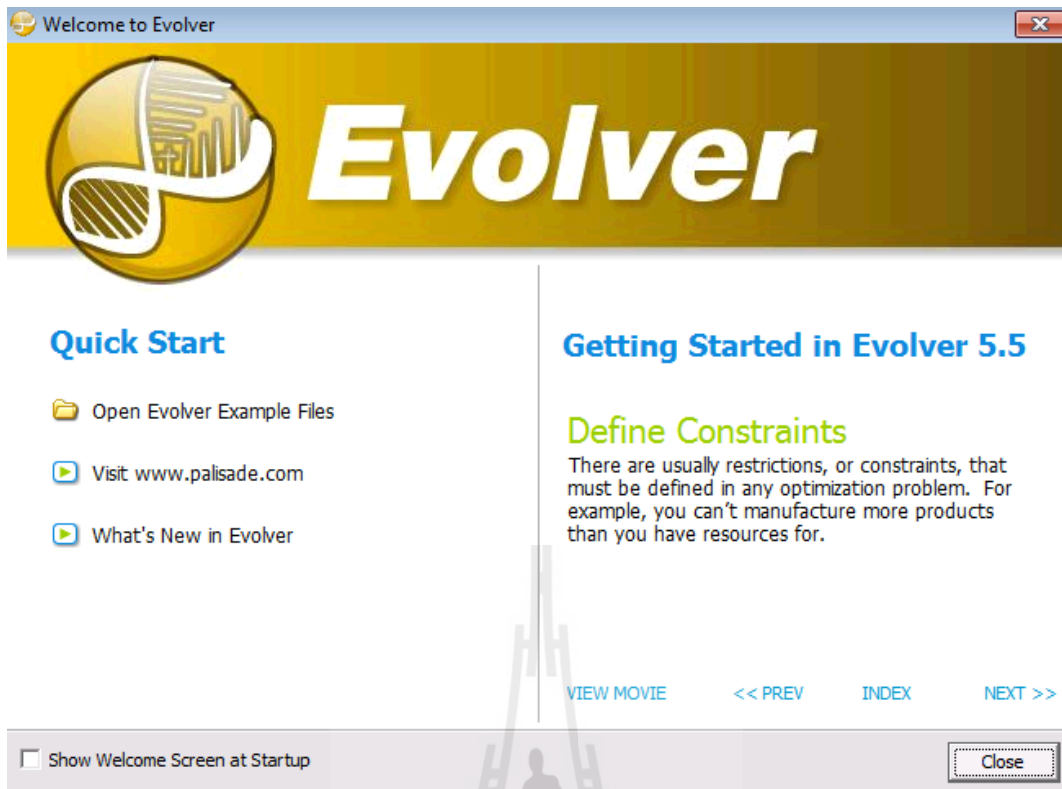 Welcome to Evolver
Evolver
Quick Start
Open Evolver Example Files
Visit www.palisade.com
What's New in Evolver
Getting Started in Evolver 5.5
Define Constraints
There are usually restrictions, or constraints, that
must be defined in any optimization problem.  For
example, you can't manufacture more products
than you have resources for.
VIEW MOVIE
<< PREV
INDEX
NEXT >>
Show Welcome Screen at Startup
Close